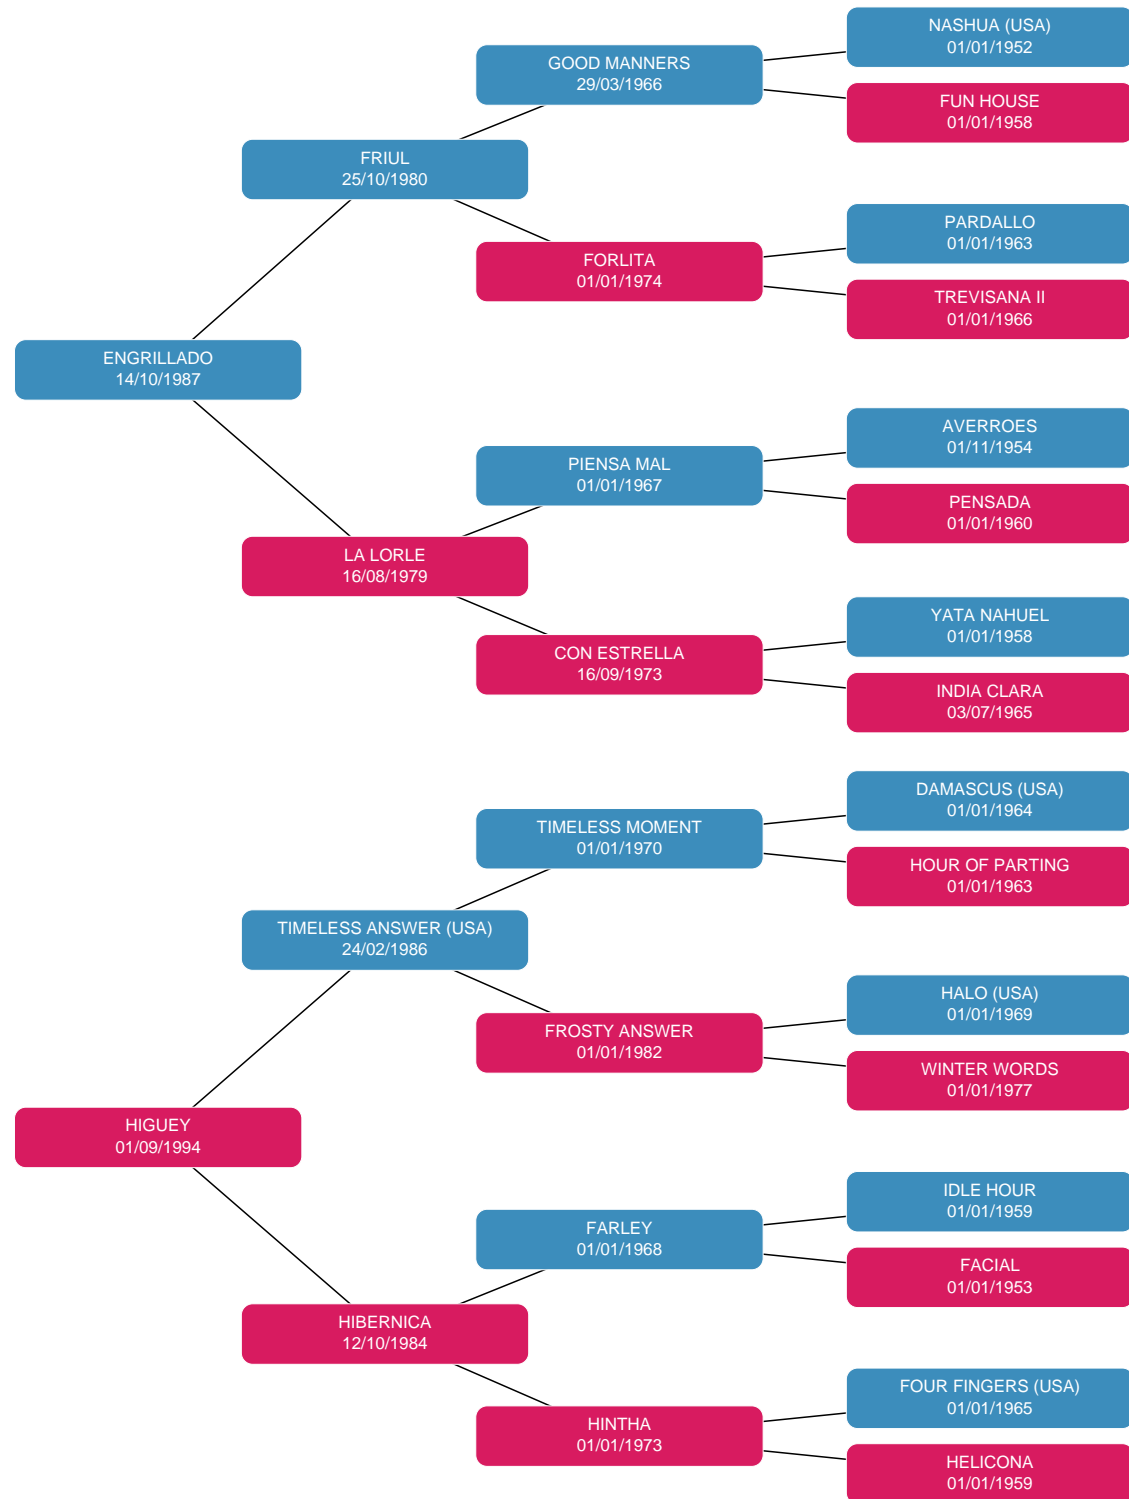 NASHUA (USA)
01/01/1952
GOOD MANNERS
29/03/1966
FUN HOUSE
01/01/1958
FRIUL
25/10/1980
PARDALLO
01/01/1963
FORLITA
01/01/1974
TREVISANA II
01/01/1966
ENGRILLADO
14/10/1987
AVERROES
01/11/1954
PIENSA MAL
01/01/1967
PENSADA
01/01/1960
LA LORLE
16/08/1979
YATA NAHUEL
01/01/1958
CON ESTRELLA
16/09/1973
INDIA CLARA
03/07/1965
DAMASCUS (USA)
01/01/1964
TIMELESS MOMENT
01/01/1970
HOUR OF PARTING
01/01/1963
TIMELESS ANSWER (USA)
24/02/1986
HALO (USA)
01/01/1969
FROSTY ANSWER
01/01/1982
WINTER WORDS
01/01/1977
HIGUEY
01/09/1994
IDLE HOUR
01/01/1959
FARLEY
01/01/1968
FACIAL
01/01/1953
HIBERNICA
12/10/1984
FOUR FINGERS (USA)
01/01/1965
HINTHA
01/01/1973
HELICONA
01/01/1959